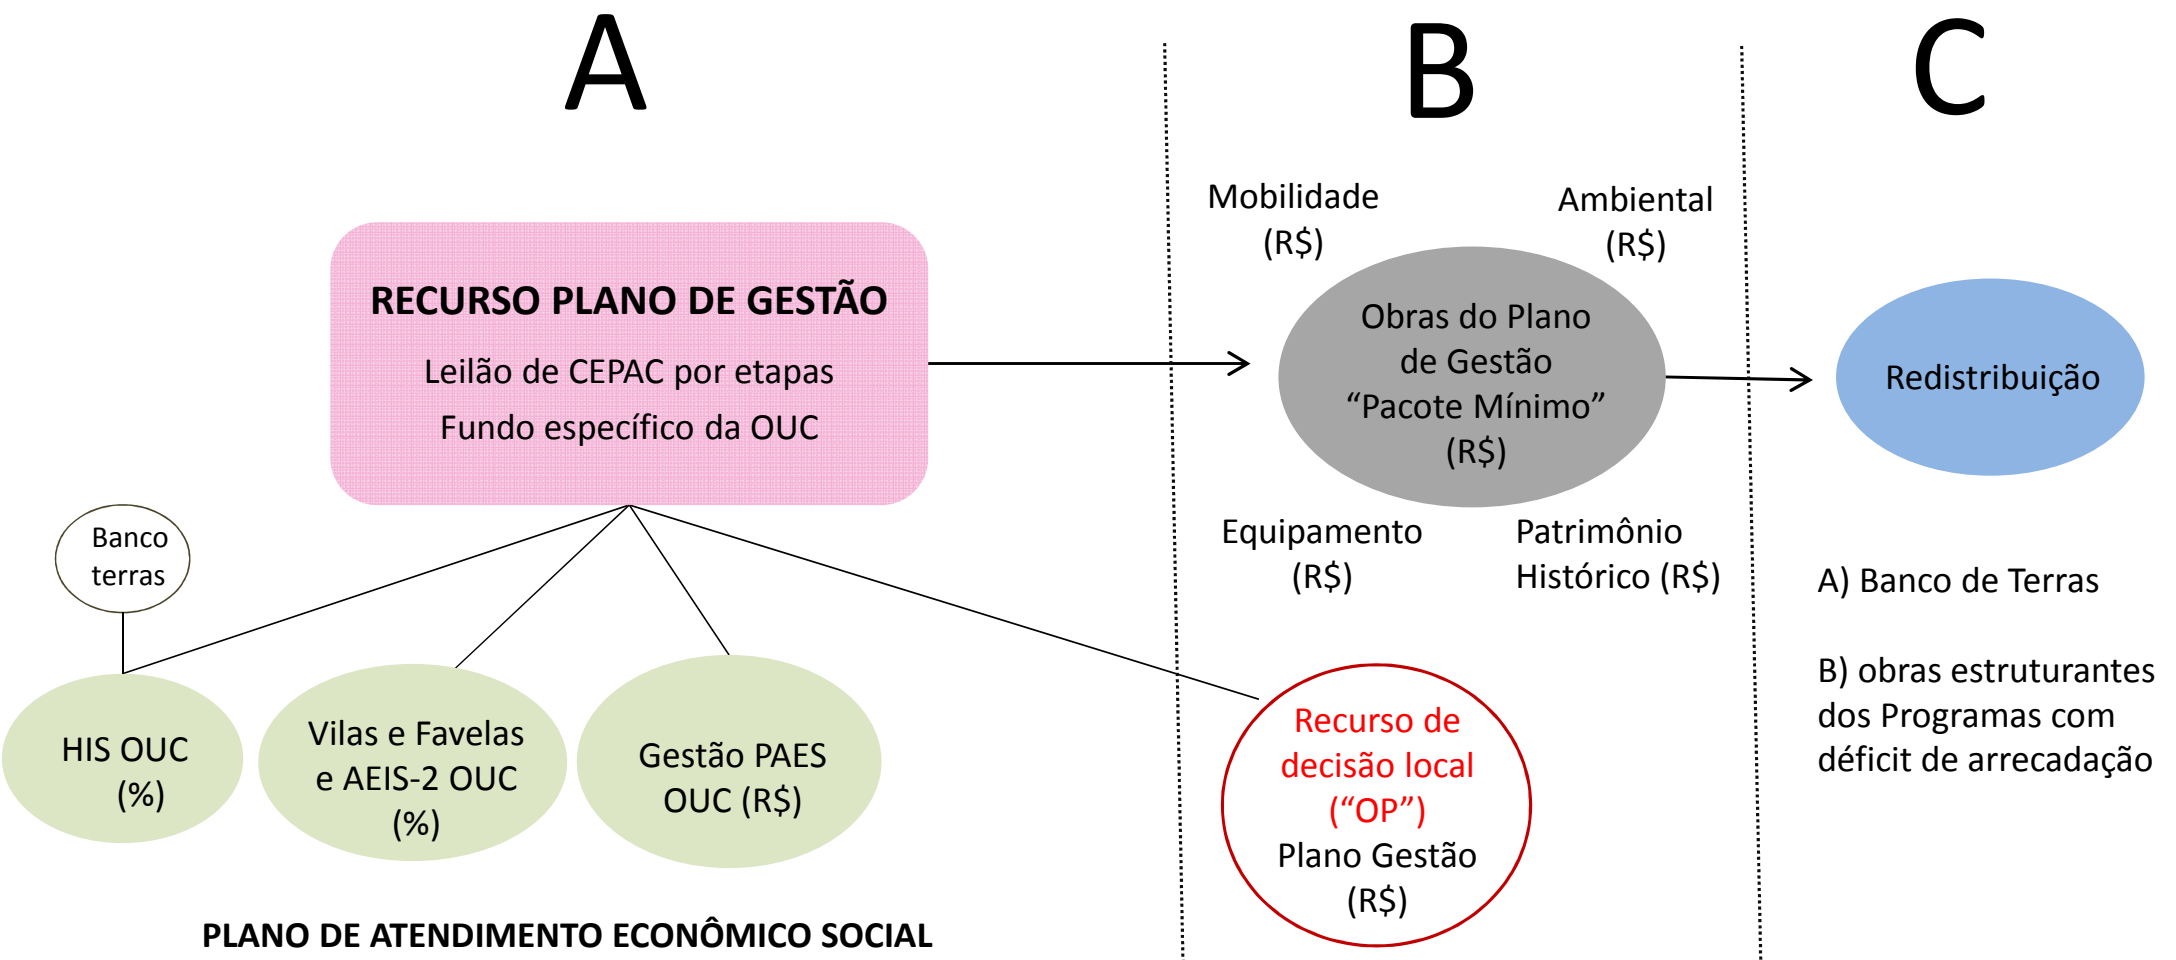 A
B
C
RECURSO PLANO DE GESTÃO
Leilão de CEPAC por etapas
Fundo específico da OUC
Banco
terras
HIS OUC
(%)
Vilas e Favelas
e AEIS-2 OUC
(%)
Gestão PAES
OUC (R$)
PLANO DE ATENDIMENTO ECONÔMICO SOCIAL
Mobilidade
(R$)
Ambiental
(R$)
Obras do Plano
de Gestão
“Pacote Mínimo”
(R$)
Equipamento
(R$)
Patrimônio
Histórico (R$)
Recurso de
decisão local
(“OP”)
Plano Gestão
(R$)
Redistribuição
A) Banco de Terras
B) obras estruturantes
dos Programas com
déficit de arrecadação